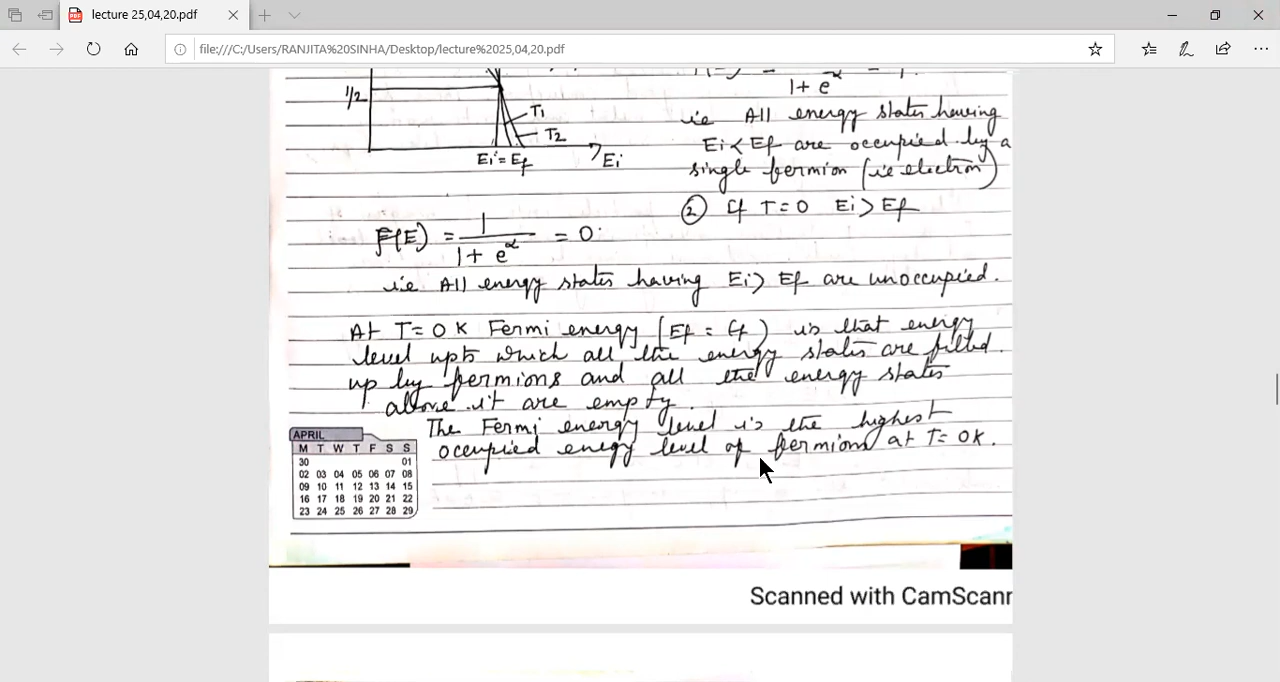 lecture 25,04,20.pdf
file:///C:/Users/RANJITA%20SINHA/Desktop/lecture%2025,04,20.pdf
1/2
T1
T2
Ei = Ef
Ei
1 + e
ie All energy states having
Ei < Ef are occupied by a
single fermion (ie electron)
② If T = 0 Ei > Ef
F(E) = 1 / 1 + e^α = 0
ie All energy states having Ei > Ef are unoccupied.
At T = 0 K Fermi energy (Ef = ) is that energy
level upto which all the energy states are filled
up by fermions and all the energy states
above it are empty.
The Fermi energy level is the highest
occupied enegy level of fermions at T = 0K.
APRIL
M T W T F S S
30 01
02 03 04 05 06 07 08
09 10 11 12 13 14 15
16 17 18 19 20 21 22
23 24 25 26 27 28 29
Scanned with CamScanr